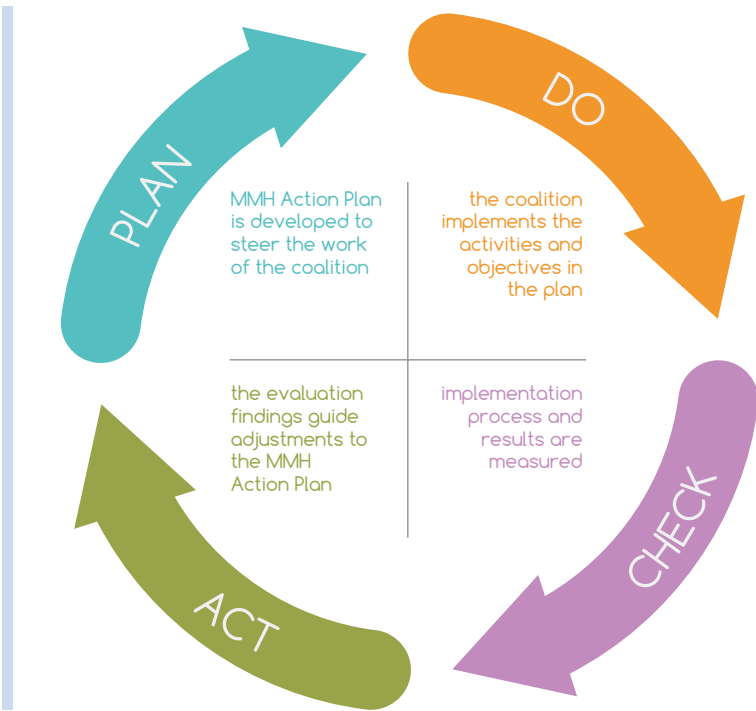 PLAN
DO
MMH Action Plan
is developed to
steer the work
of the coalition
the coalition
implements the
activities and
objectives in
the plan
the evaluation
findings guide
adjustments to
the MMH
Action Plan
implementation
process and
results are
measured
CHECK
ACT